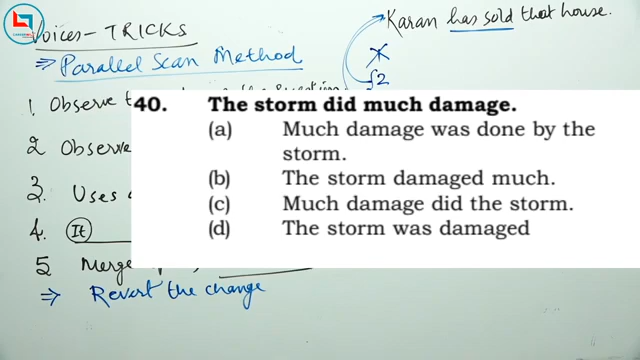 Voices - TRICKS
⇒ Parallel Scan Method
Karan has sold that house.
1. Observe
2 Observe
3. Uses
4. It
5 Merge
⇒ Revert the change
40. The storm did much damage.
(a) Much damage was done by the
storm.
(b) The storm damaged much.
(c) Much damage did the storm.
(d) The storm was damaged